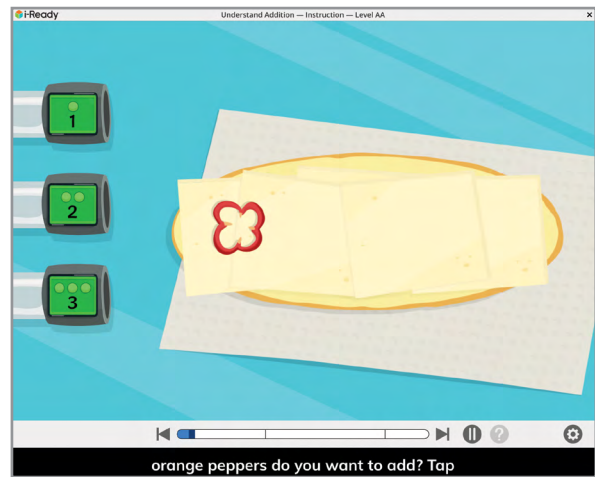 i-Ready
Understand Addition — Instruction — Level AA
×
1
2
3
?
orange peppers do you want to add? Tap